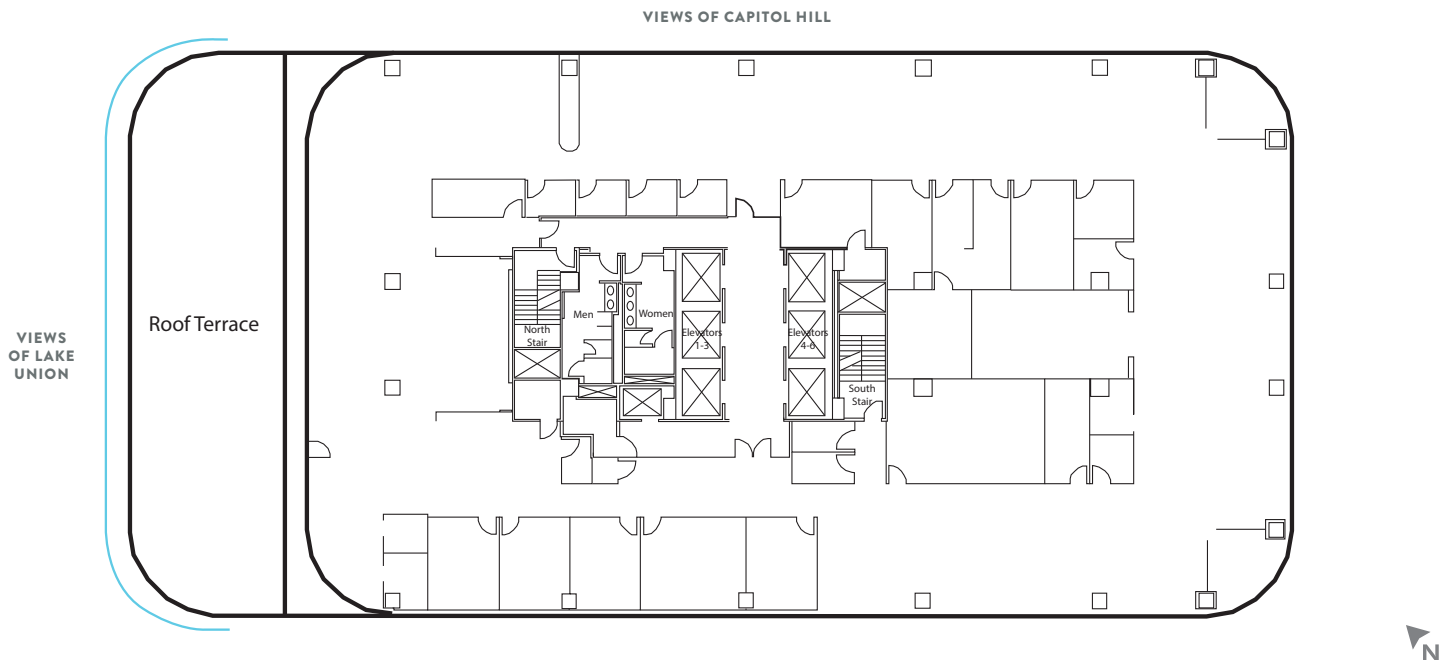 VIEWS OF CAPITOL HILL
VIEWS
OF LAKE
UNION
Roof Terrace
North
Stair
Men
Women
Elevators
1-3
Elevators
4-6
South
Stair
N